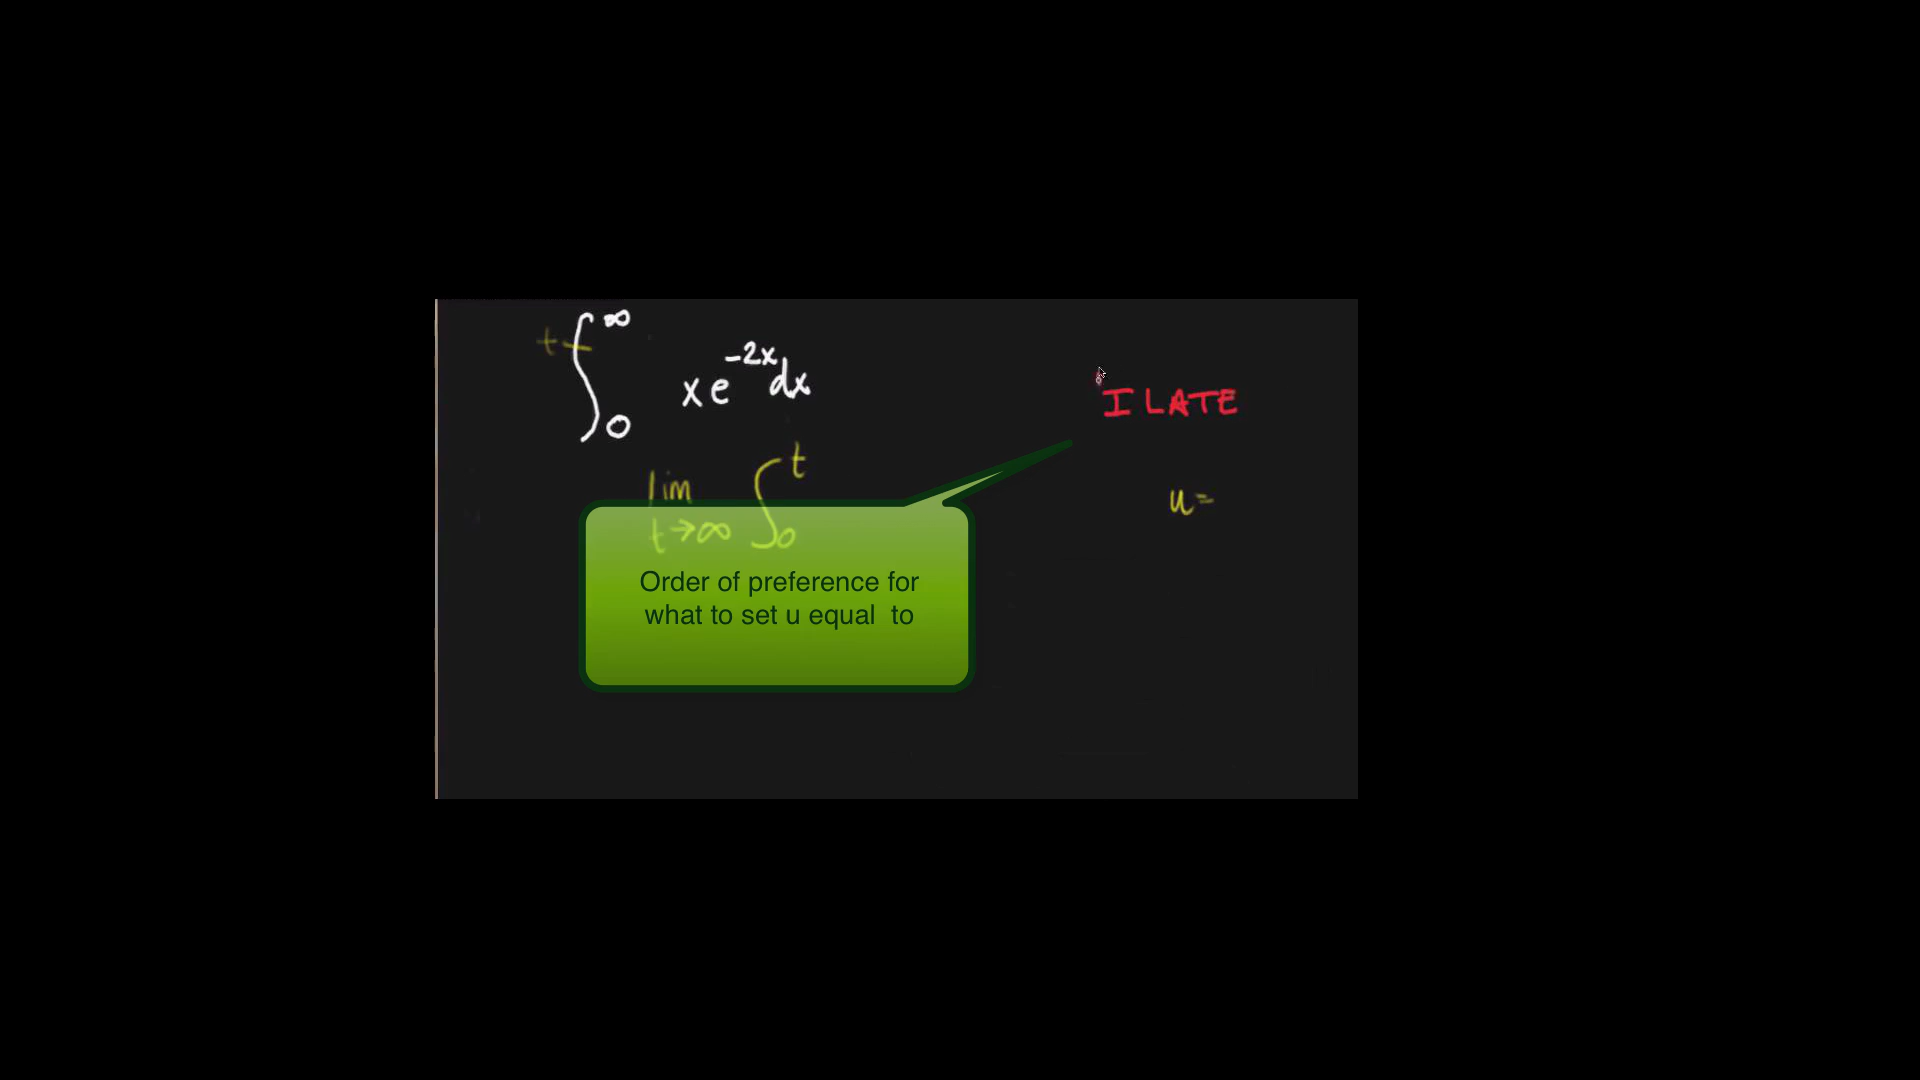 ∫₀^∞ xe^{-2x}dx
t
I LATE
lim t→∞ ∫₀^t
u=
Order of preference for
what to set u equal to